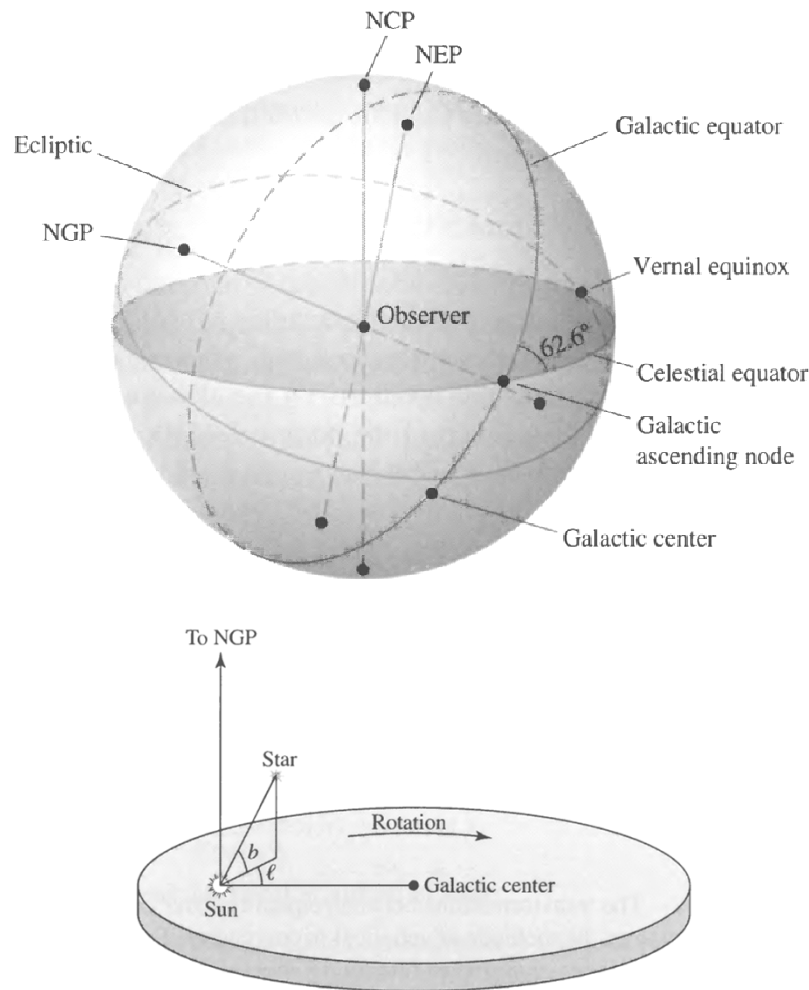 NCP
NEP
Galactic equator
Ecliptic
NGP
Vernal equinox
Observer
62.6°
Celestial equator
Galactic
ascending node
Galactic center
To NGP
Star
Rotation
b
ℓ
Galactic center
Sun